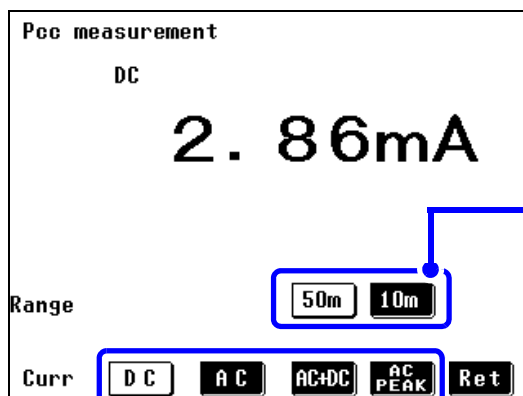 Pcc measurement
DC
2. 86mA
Range 50m 10m
Curr DC AC AC+DC AC PEAK Ret